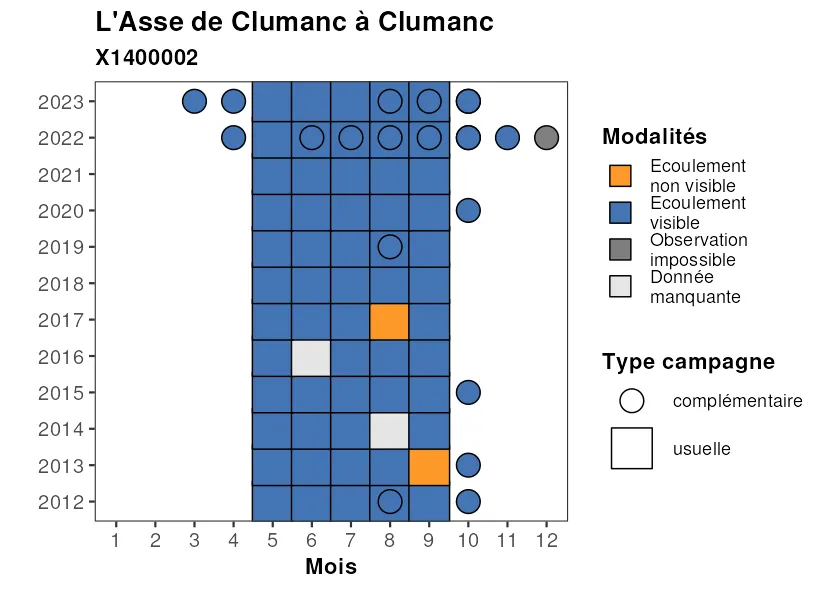 L'Asse de Clumanc à Clumanc
X1400002
2023
2022
2021
2020
2019
2018
2017
2016
2015
2014
2013
2012
1 2 3 4 5 6 7 8 9 10 11 12
Mois
Modalités
Ecoulement
non visible
Ecoulement
visible
Observation
impossible
Donnée
manquante
Type campagne
complémentaire
usuelle